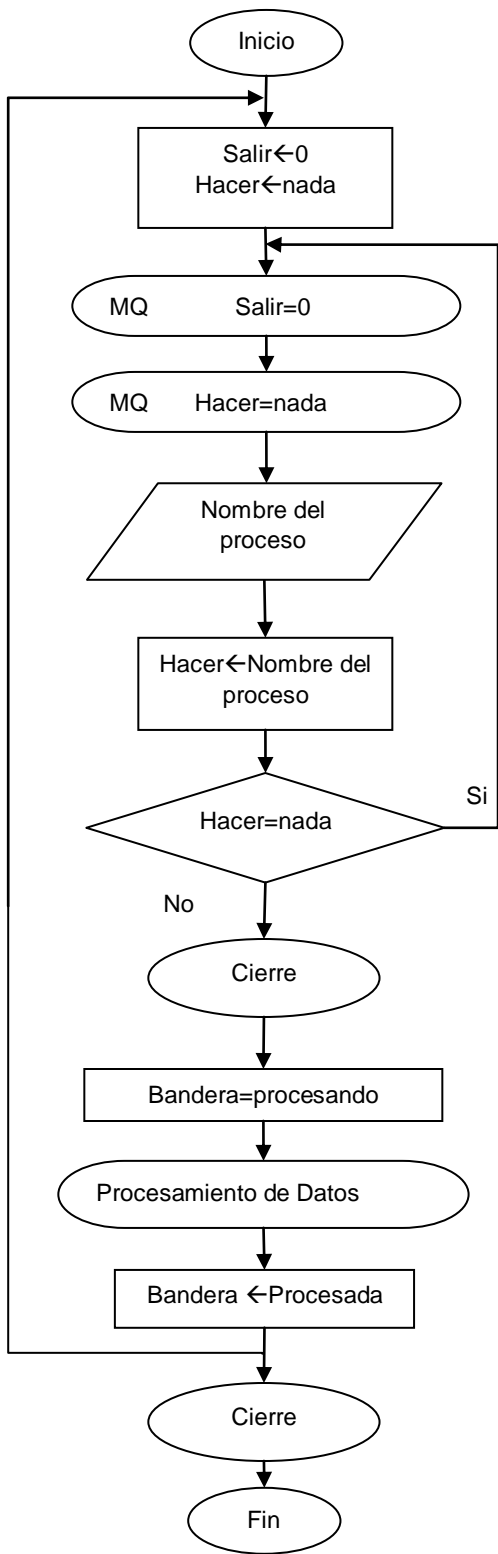 Inicio
Salir←0
Hacer←nada
MQ Salir=0
MQ Hacer=nada
Nombre del
proceso
Hacer←Nombre del
proceso
Hacer=nada
Si
No
Cierre
Bandera=procesando
Procesamiento de Datos
Bandera ←Procesada
Cierre
Fin